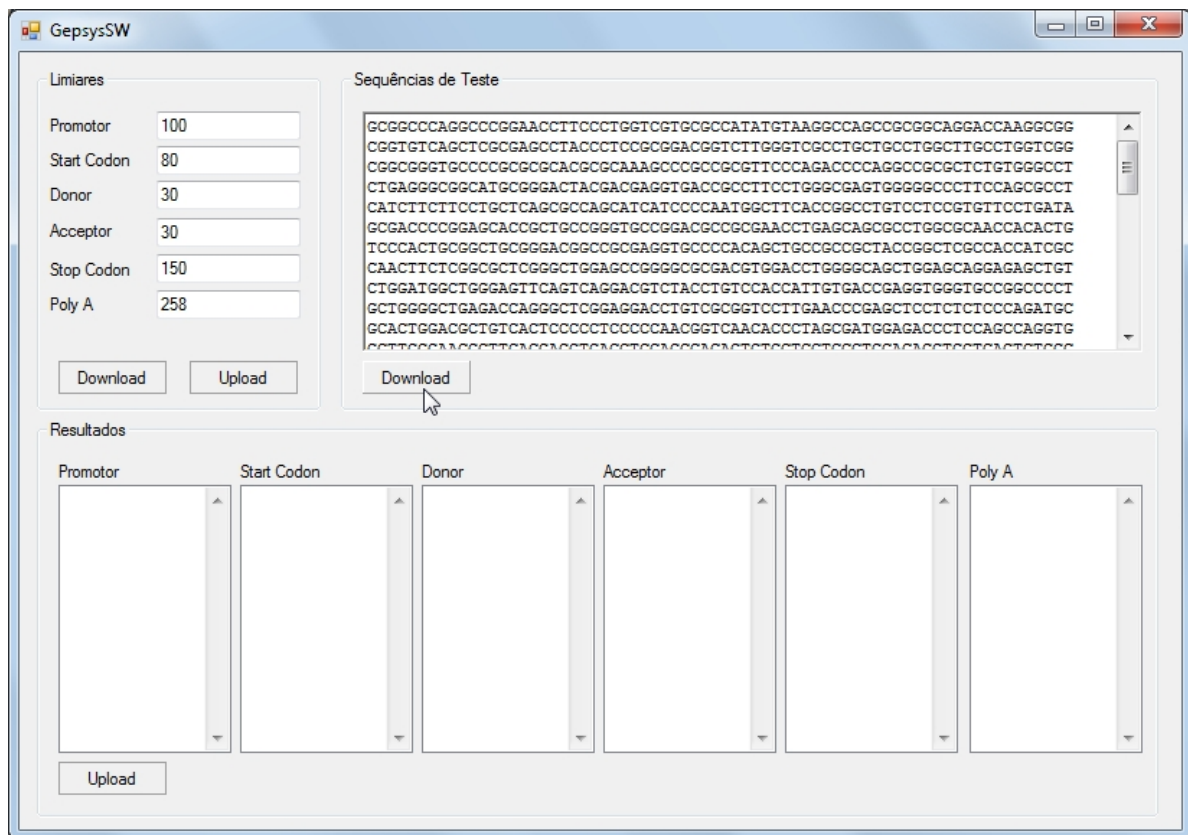 GepsysSW
Limiares
Promotor 100
Start Codon 80
Donor 30
Acceptor 30
Stop Codon 150
Poly A 258
Download Upload
Sequências de Teste
GCGGCCCAGGCCCGGAACCTTCCCTGGTCGTGCGCCATATGTAAGGCCAGCCGCGGCAGGACCAAGGCGG
CGGTGTCAGCTCGCGAGCCTACCCTCCGCGGACGGTCTTGGGTCGCCTGCTGCCTGGCTTGCCTGGTCGG
CGGCGGGTGCCCCGCGCGCACGCGCAAAGCCCGCCGCGTTCCCAGACCCCAGGCCGCGCTCTGTGGGCCT
CTGAGGGCGGCATGCGGGACTACGACGAGGTGACCGCCTTCCTGGGCGAGTGGGGGCCCTTCCAGCGCCT
CATCTTCTTCCTGCTCAGCGCCAGCATCATCCCCAATGGCTTCACCGGCCTGTCCTCCGTGTTCCTGATA
GCGACCCCGGAGCACCGCTGCCGGGTGCCGGACGCCGCGAACCTGAGCAGCGCCTGGCGCAACCACACTG
TCCCACTGCGGCTGCGGGACGGCCGCGAGGTGCCCCACAGCTGCCGCCGCTACCGGCTCGCCACCATCGC
CAACTTCTCGGCGCTCGGGCTGGAGCCGGGGCGCGACGTGGACCTGGGGCAGCTGGAGCAGGAGAGCTGT
CTGGATGGCTGGGAGTTCAGTCAGGACGTCTACCTGTCCACCATTGTGACCGAGGTGGGTGCCGGCCCCT
GCTGGGGCTGAGACCAGGGCTCGGAGGACCTGTCGCGGTCCTTGAACCCGAGCTCCTCTCTCCCAGATGC
GCACTGGACGCTGTCACTCCCCCTCCCCCAACGGTCAACACCCTAGCGATGGAGACCCTCCAGCCAGGTG
Download
Resultados
Promotor Start Codon Donor Acceptor Stop Codon Poly A
Upload